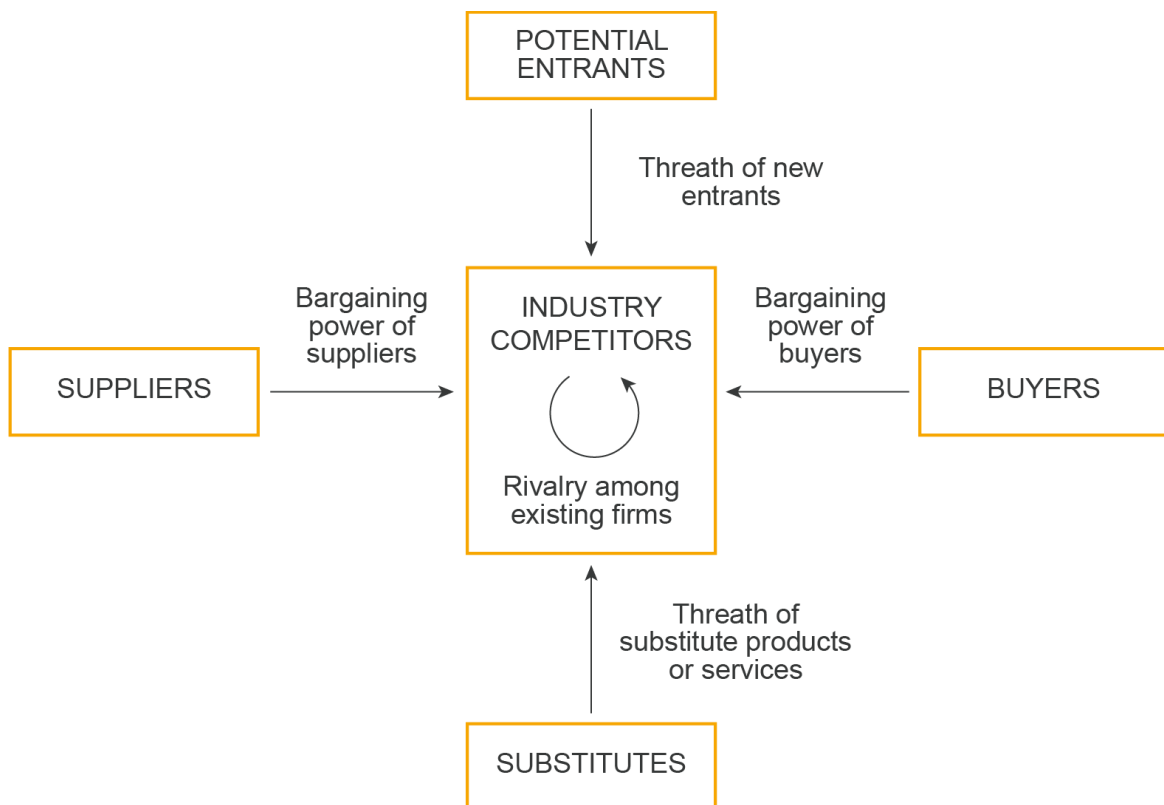 POTENTIAL
ENTRANTS
Threath of new
entrants
Bargaining
power of
suppliers
SUPPLIERS
INDUSTRY
COMPETITORS
Rivalry among
existing firms
Bargaining
power of
buyers
BUYERS
Threath of
substitute products
or services
SUBSTITUTES